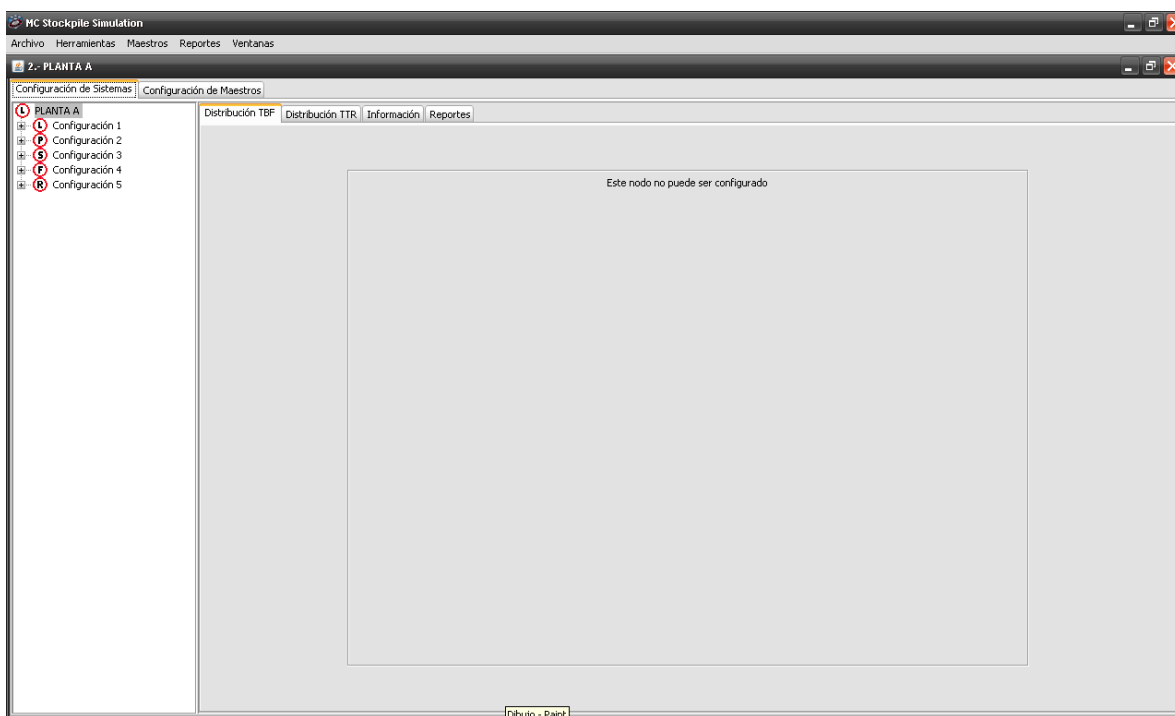 MC Stockpile Simulation
Archivo Herramientas Maestros Reportes Ventanas
2.- PLANTA A
Configuración de Sistemas Configuración de Maestros
L PLANTA A
L Configuración 1
P Configuración 2
S Configuración 3
F Configuración 4
R Configuración 5
Distribución TBF Distribución TTR Información Reportes
Este nodo no puede ser configurado
Dibujo - Paint